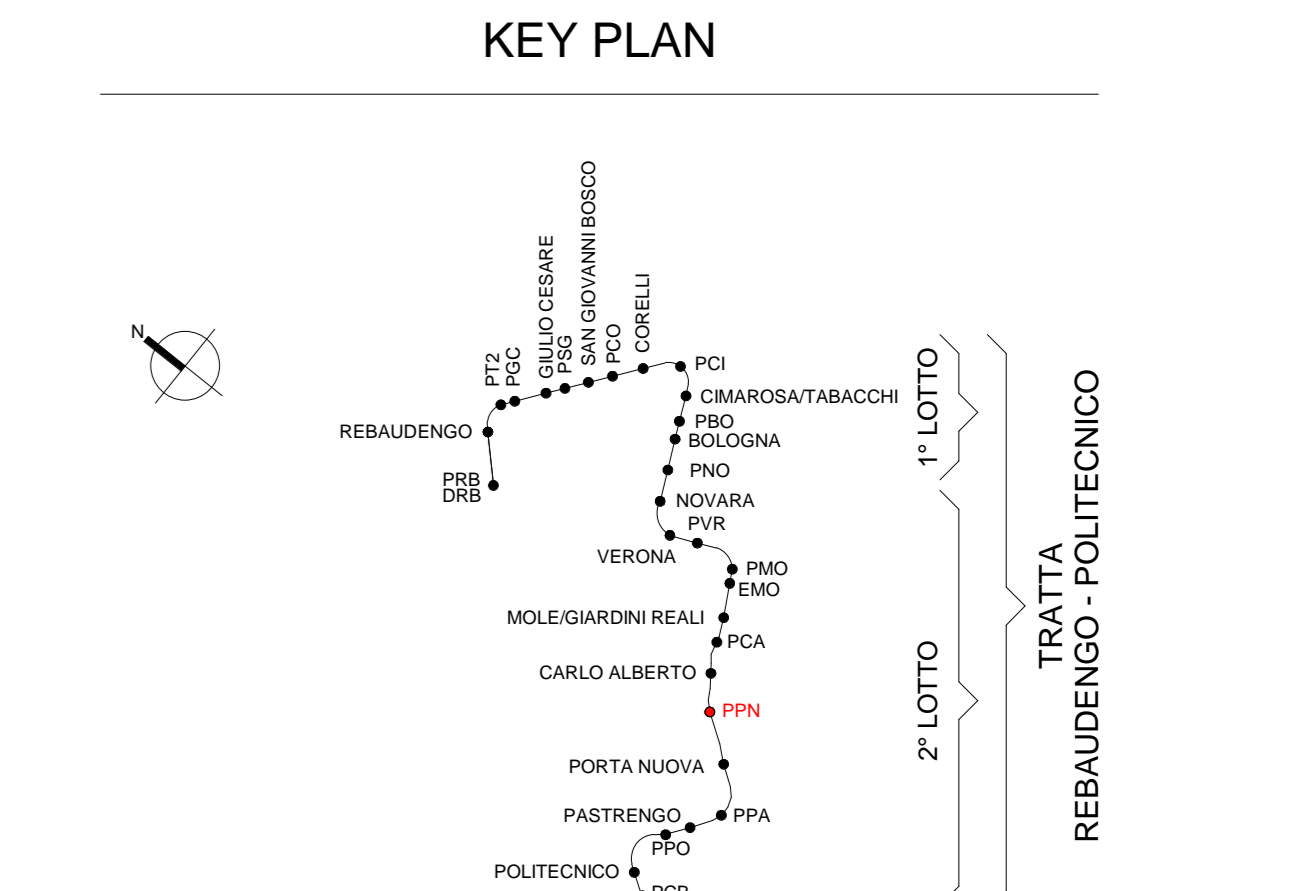 KEY PLAN
N
PT2
PGC
GIULIO CESARE
PSG
SAN GIOVANNI BOSCO
PCO
CORELLI
PCI
CIMAROSA/TABACCHI
REBAUDENGO
PBO
BOLOGNA
PRB
DRB
PNO
NOVARA
PVR
VERONA
PMO
EMO
MOLE/GIARDINI REALI
PCA
CARLO ALBERTO
PPN
PORTA NUOVA
PASTRENGO
PPA
PPO
POLITECNICO
1° LOTTO
2° LOTTO
TRATTA
REBAUDENGO - POLITECNICO